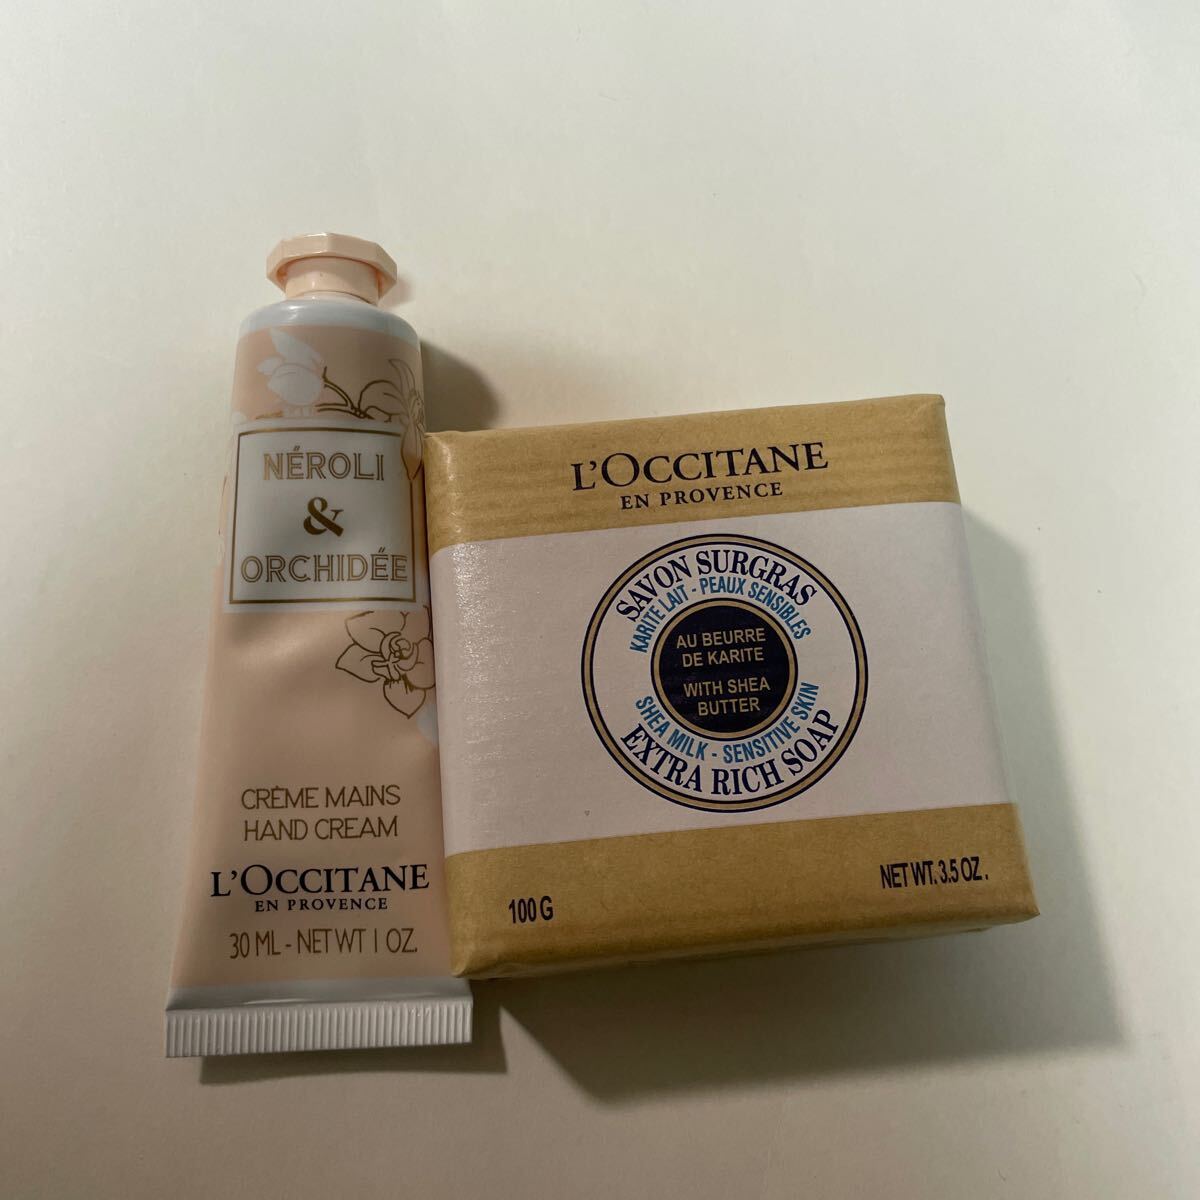 NÉROLI
&
ORCHIDÉE
CRÈME MAINS
HAND CREAM
L'OCCITANE
EN PROVENCE
30 ML - NET WT 1 OZ.
L'OCCITANE
EN PROVENCE
SAVON SURGRAS
KARITE LAIT - PEAUX SENSIBLES
AU BEURRE
DE KARITE
WITH SHEA
BUTTER
SHEA MILK - SENSITIVE SKIN
EXTRA RICH SOAP
100 G
NET WT. 3.5 OZ.